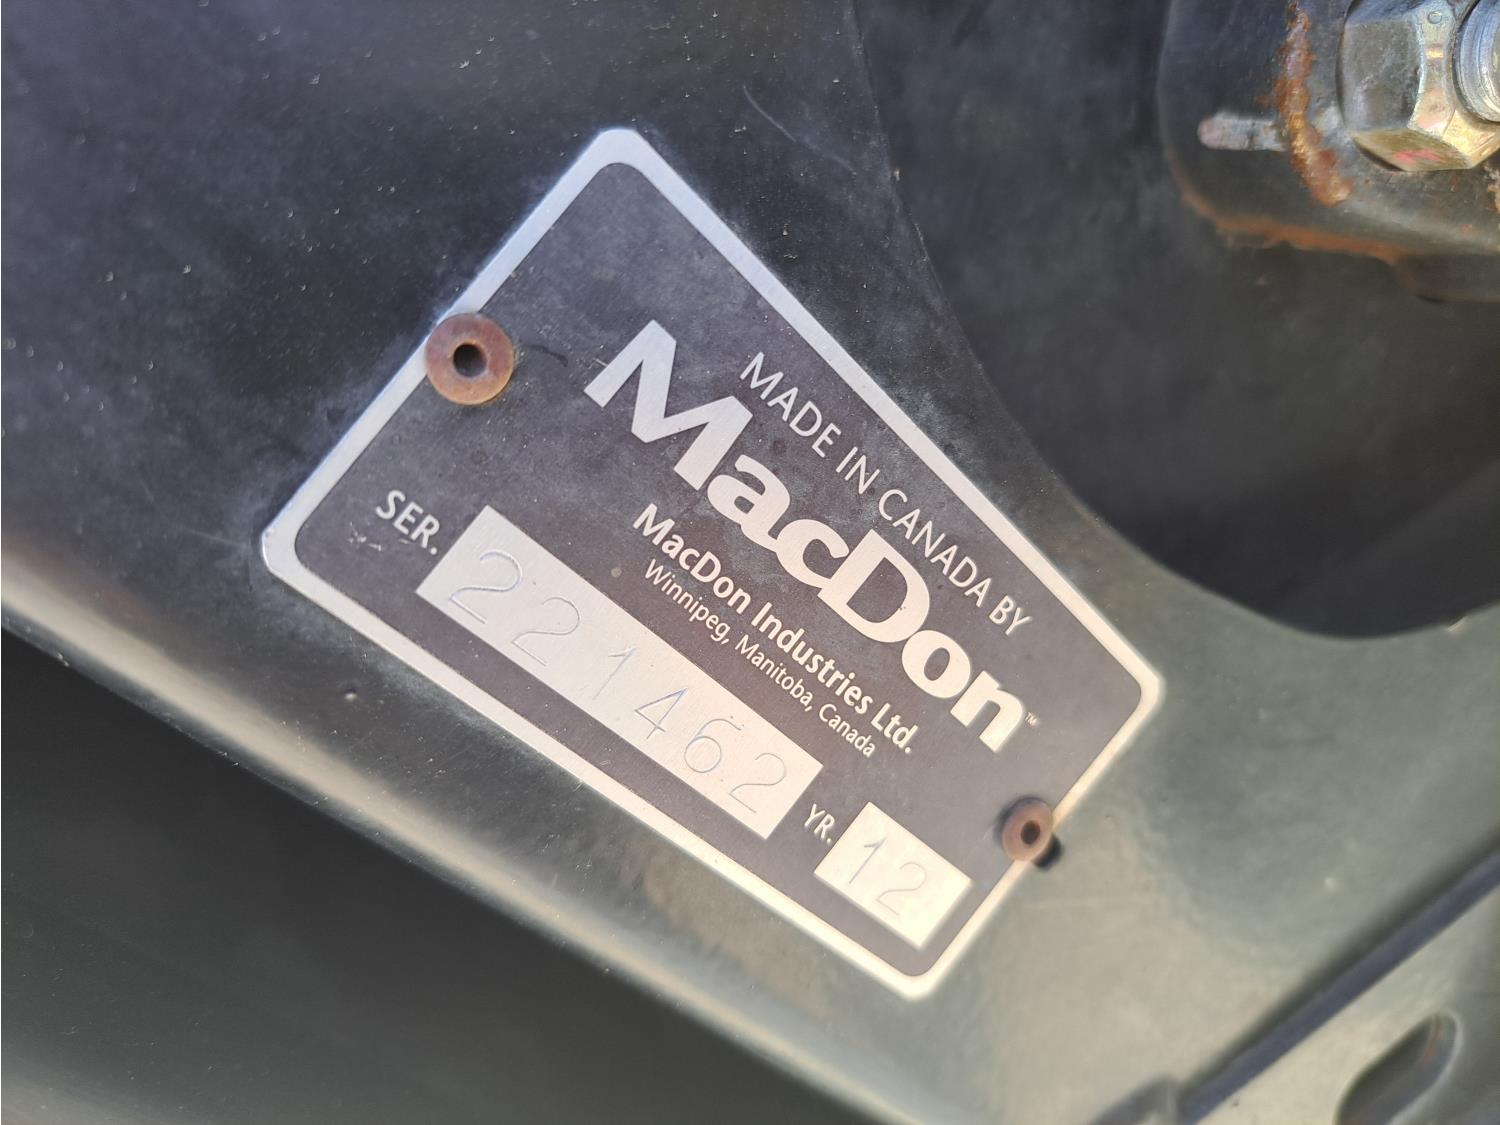 MADE IN CANADA BY
MacDon™
MacDon Industries Ltd.
Winnipeg, Manitoba, Canada
SER. 221462 YR. 12